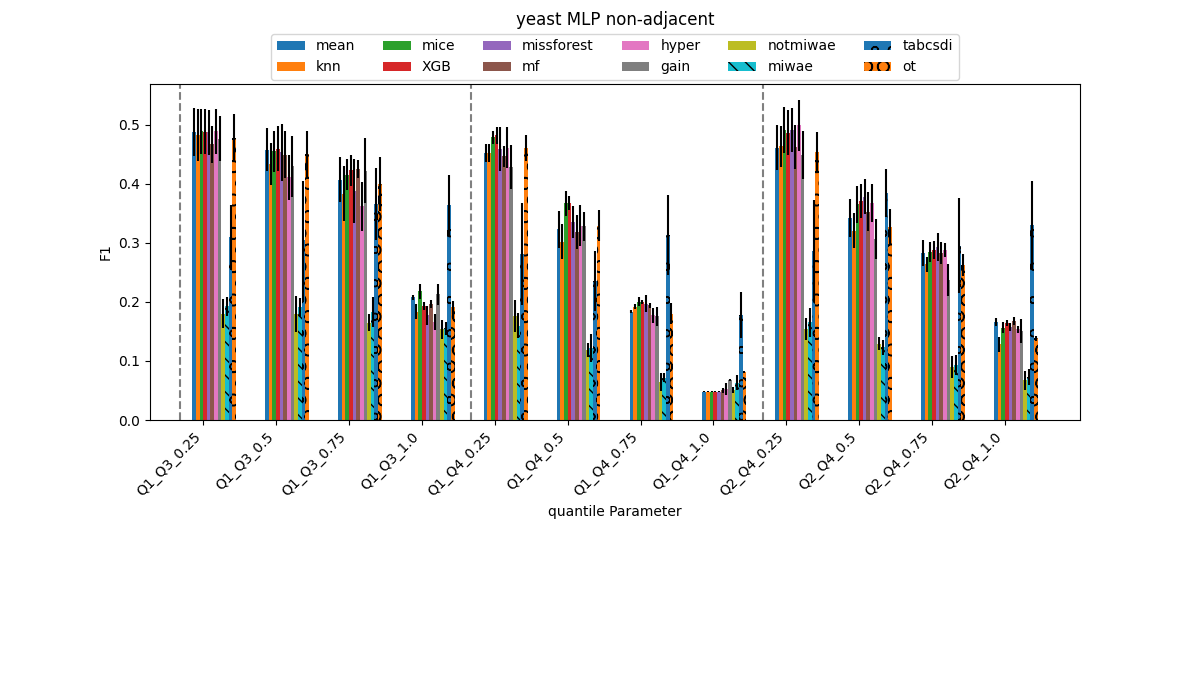 yeast MLP non-adjacent
mean mice missforest hyper notmiwae tabcsdi
knn XGB mf gain miwae ot
F1
0.5
0.4
0.3
0.2
0.1
0.0
Q1_Q3_0.25 Q1_Q3_0.5 Q1_Q3_0.75 Q1_Q3_1.0 Q1_Q4_0.25 Q1_Q4_0.5 Q1_Q4_0.75 Q1_Q4_1.0 Q2_Q4_0.25 Q2_Q4_0.5 Q2_Q4_0.75 Q2_Q4_1.0
quantile Parameter